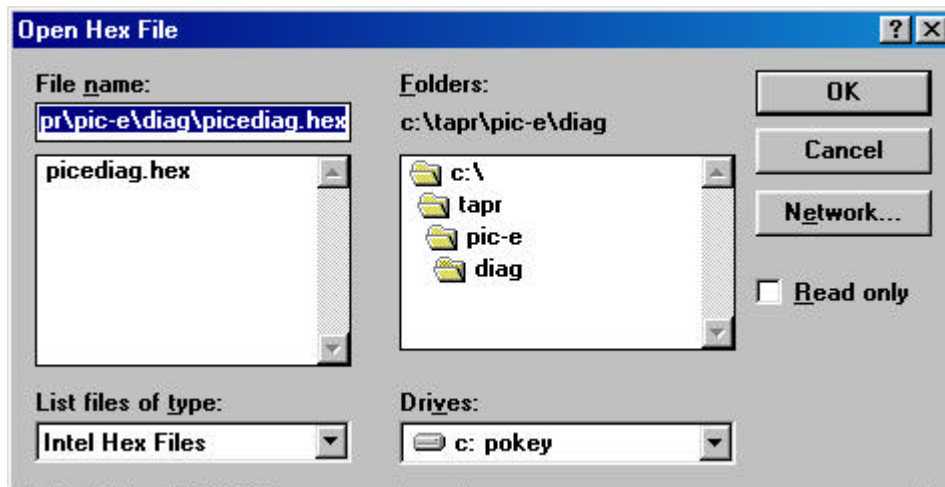 Open Hex File
File name:
pr\pic-e\diag\picediag.hex
picediag.hex
List files of type:
Intel Hex Files
Folders:
c:\tapr\pic-e\diag
c:\
tapr
pic-e
diag
Drives:
c: pokey
OK
Cancel
Network...
Read only